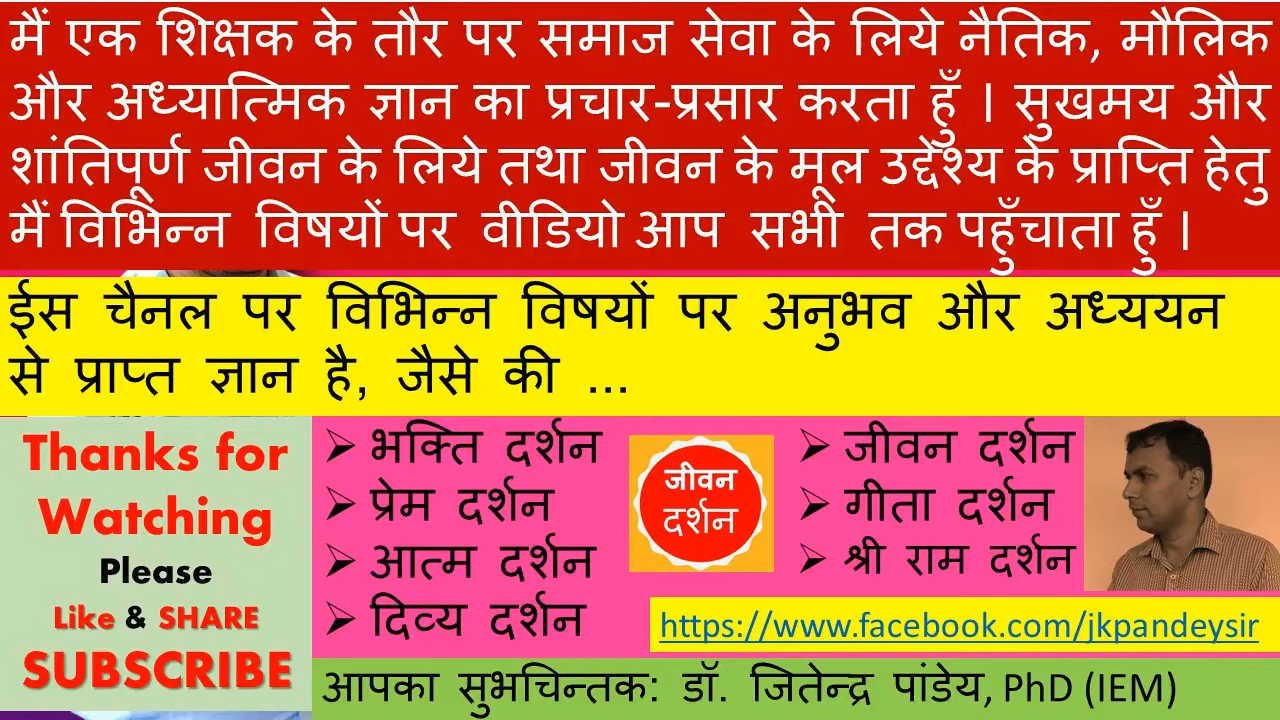 मैं एक शिक्षक के तौर पर समाज सेवा के लिये नैतिक, मौलिक
और अध्यात्मिक ज्ञान का प्रचार-प्रसार करता हुँ । सुखमय और
शांतिपूर्ण जीवन के लिये तथा जीवन के मूल उद्देश्य के प्राप्ति हेतु
मैं विभिन्न विषयों पर वीडियो आप सभी तक पहुँचाता हुँ ।
ईस चैनल पर विभिन्न विषयों पर अनुभव और अध्ययन
से प्राप्त ज्ञान है, जैसे की ...
Thanks for
Watching
Please
Like & SHARE
SUBSCRIBE
➢ भक्ति दर्शन
➢ प्रेम दर्शन
➢ आत्म दर्शन
➢ दिव्य दर्शन
जीवन
दर्शन
➢ जीवन दर्शन
➢ गीता दर्शन
➢ श्री राम दर्शन
https://www.facebook.com/jkpandeysir
आपका सुभचिन्तक: डॉ. जितेन्द्र पांडेय, PhD (IEM)